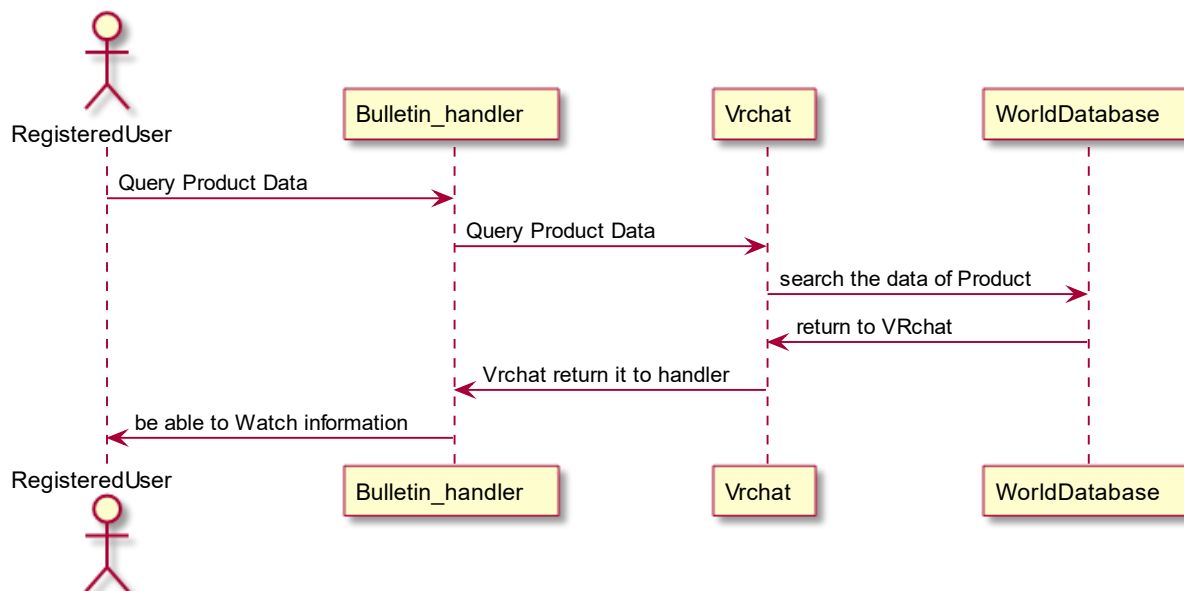 RegisteredUser
Bulletin_handler
Vrchat
WorldDatabase
Query Product Data
Query Product Data
search the data of Product
return to VRchat
Vrchat return it to handler
be able to Watch information
RegisteredUser
Bulletin_handler
Vrchat
WorldDatabase